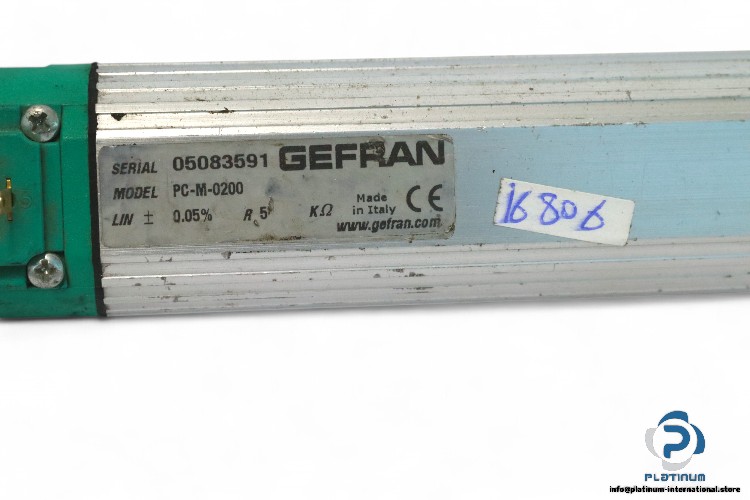 SERIAL 05083591 GEFRAN
MODEL PC-M-0200
LIN ± 0.05% R 5 KΩ
Made in Italy CE
www.gefran.com
16806
PLATINUM
info@platinum-international.store